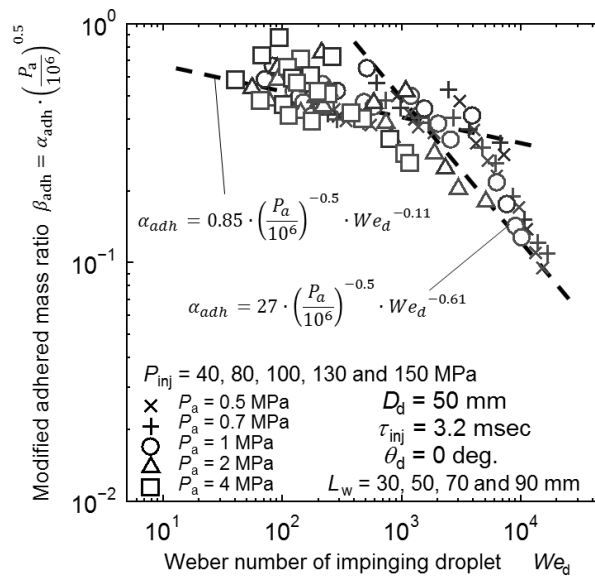 Modified adhered mass ratio β_adh = α_adh · (P_a/10^6)^0.5
10^0
10^-1
10^-2
α_adh = 0.85 · (P_a/10^6)^-0.5 · We_d^-0.11
α_adh = 27 · (P_a/10^6)^-0.5 · We_d^-0.61
P_inj = 40, 80, 100, 130 and 150 MPa
P_a = 0.5 MPa
P_a = 0.7 MPa
P_a = 1 MPa
P_a = 2 MPa
P_a = 4 MPa
D_d = 50 mm
τ_inj = 3.2 msec
θ_d = 0 deg.
L_w = 30, 50, 70 and 90 mm
10^1 10^2 10^3 10^4
Weber number of impinging droplet We_d